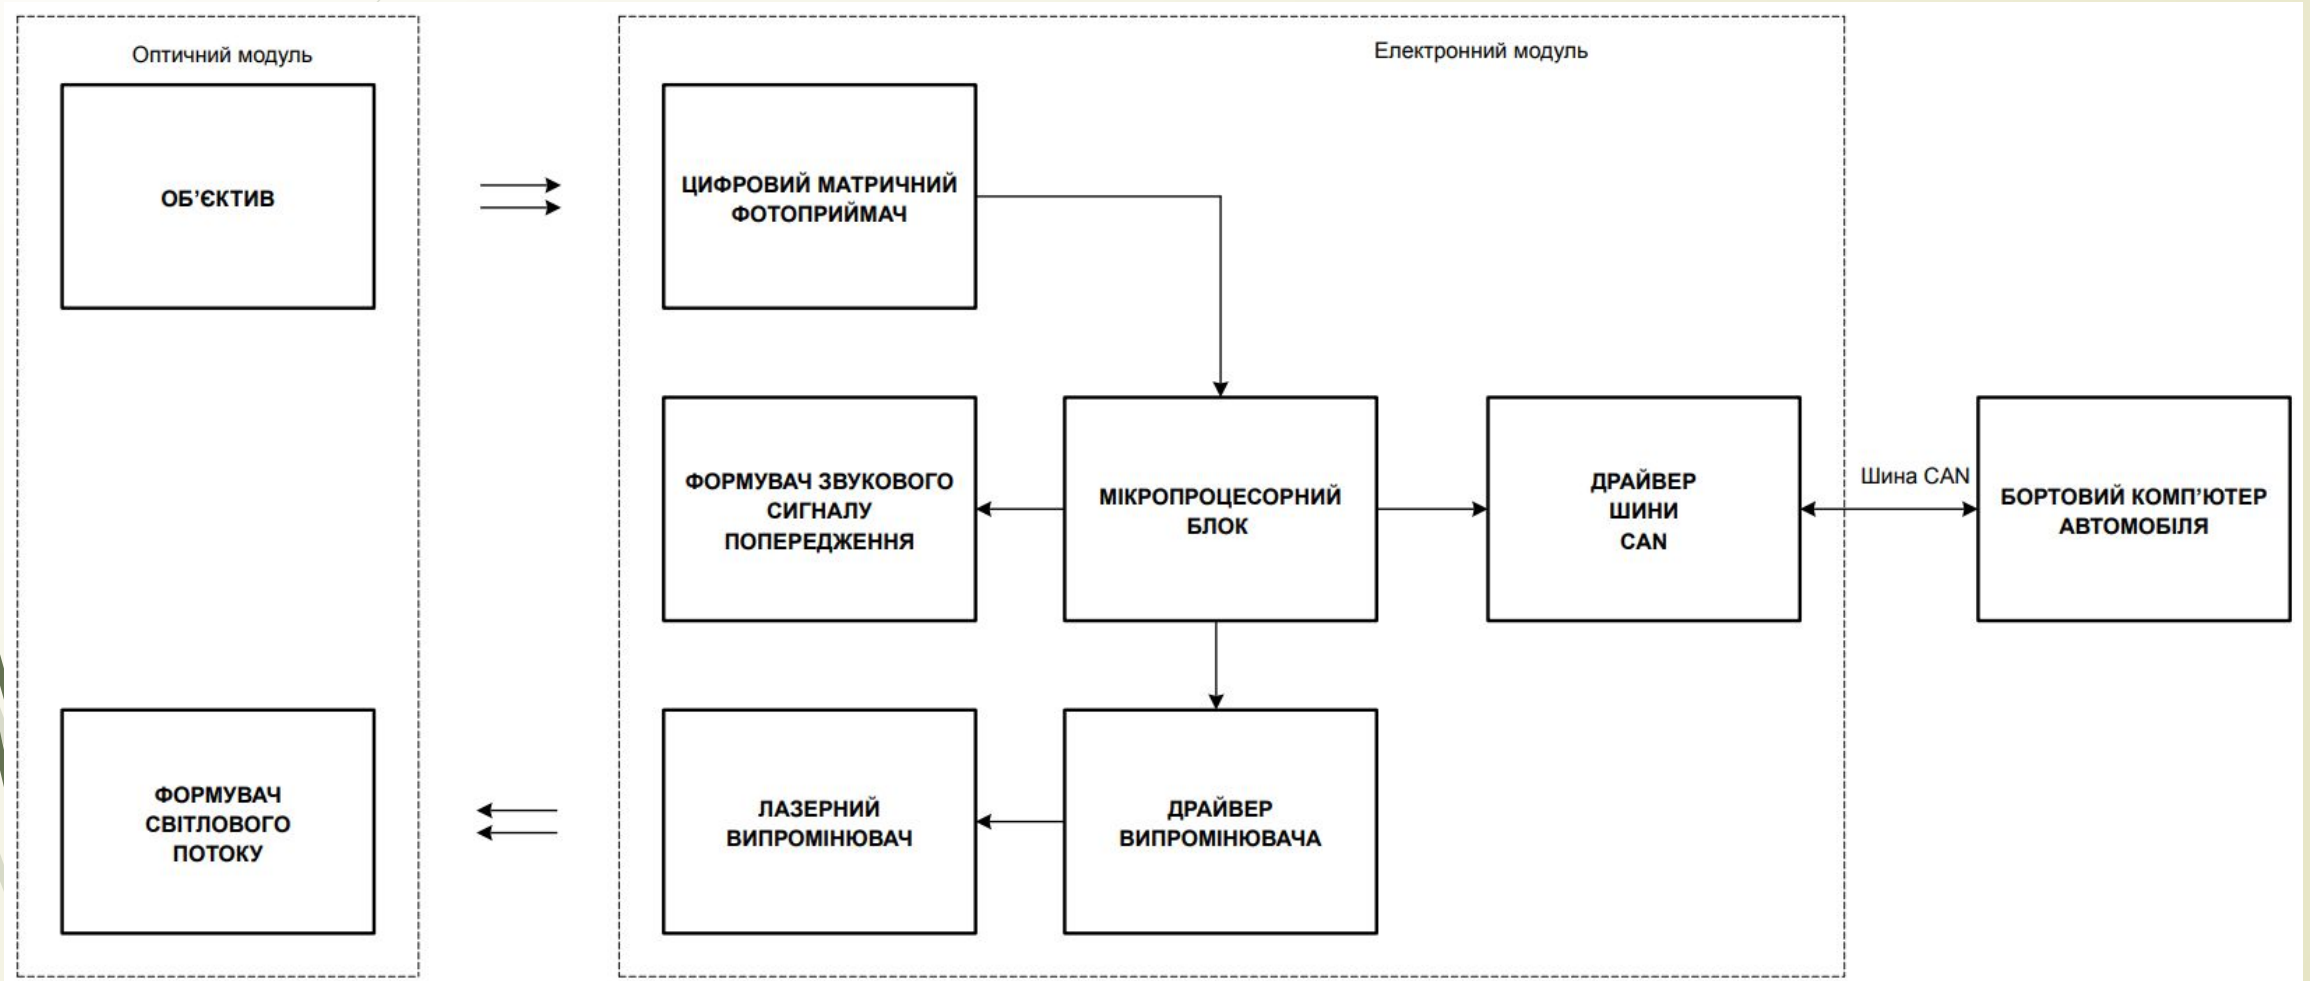 Оптичний модуль
Електронний модуль
ОБ’ЄКТИВ
ЦИФРОВИЙ МАТРИЧНИЙ
ФОТОПРИЙМАЧ
ФОРМУВАЧ ЗВУКОВОГО
СИГНАЛУ
ПОПЕРЕДЖЕННЯ
МІКРОПРОЦЕСОРНИЙ
БЛОК
ДРАЙВЕР
ШИНИ
CAN
Шина CAN
БОРТОВИЙ КОМП’ЮТЕР
АВТОМОБІЛЯ
ФОРМУВАЧ
СВІТЛОВОГО
ПОТОКУ
ЛАЗЕРНИЙ
ВИПРОМІНЮВАЧ
ДРАЙВЕР
ВИПРОМІНЮВАЧА